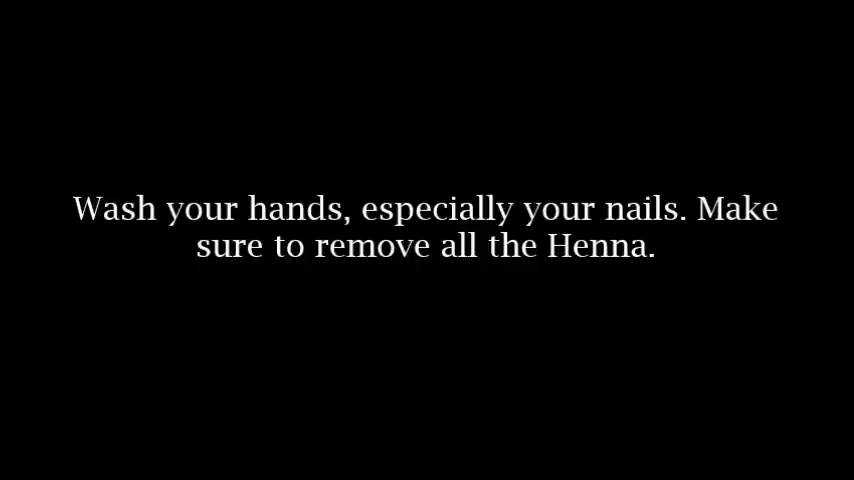 Wash your hands, especially your nails. Make
sure to remove all the Henna.